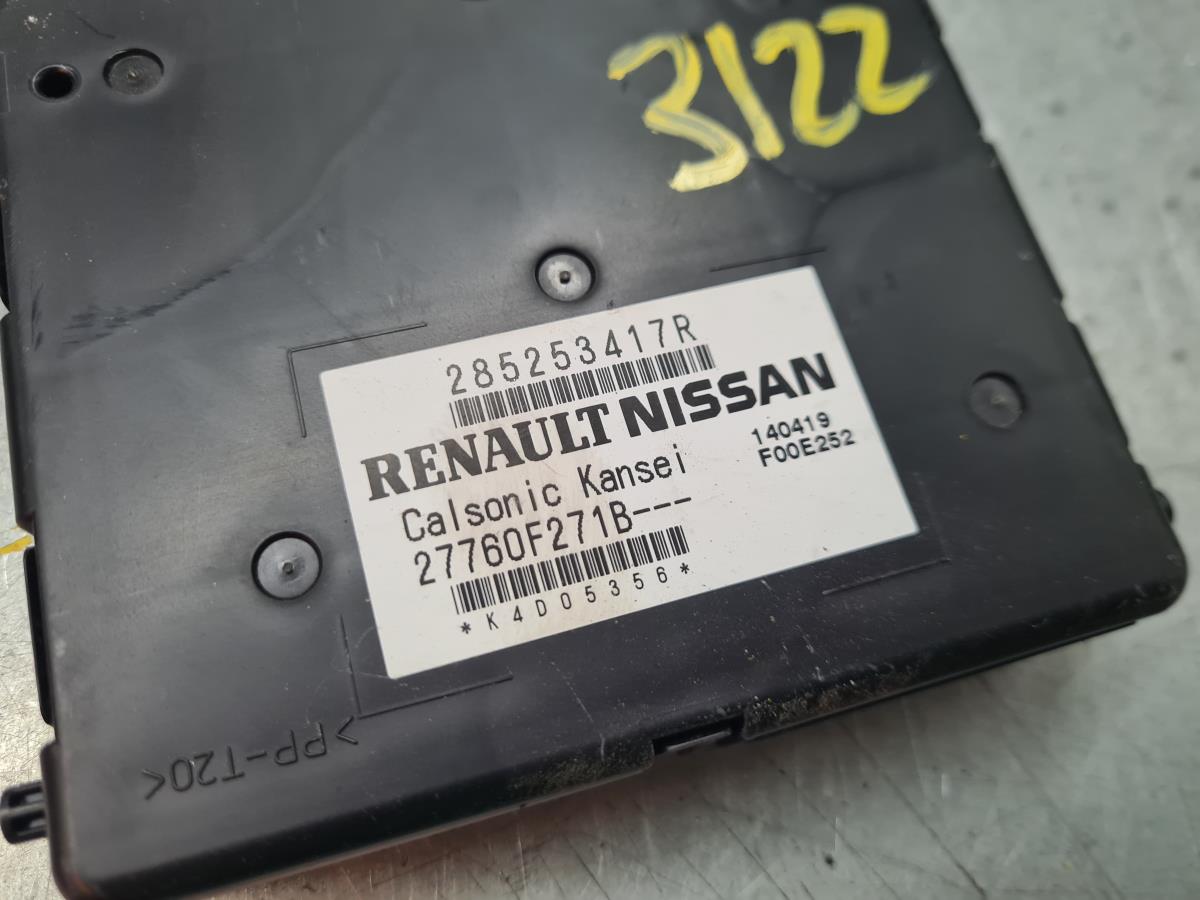 3122
285253417R
RENAULT NISSAN
140419
F00E252
Calsonic Kansei
27760F271B---
*K4D05356*
>PP-T20<